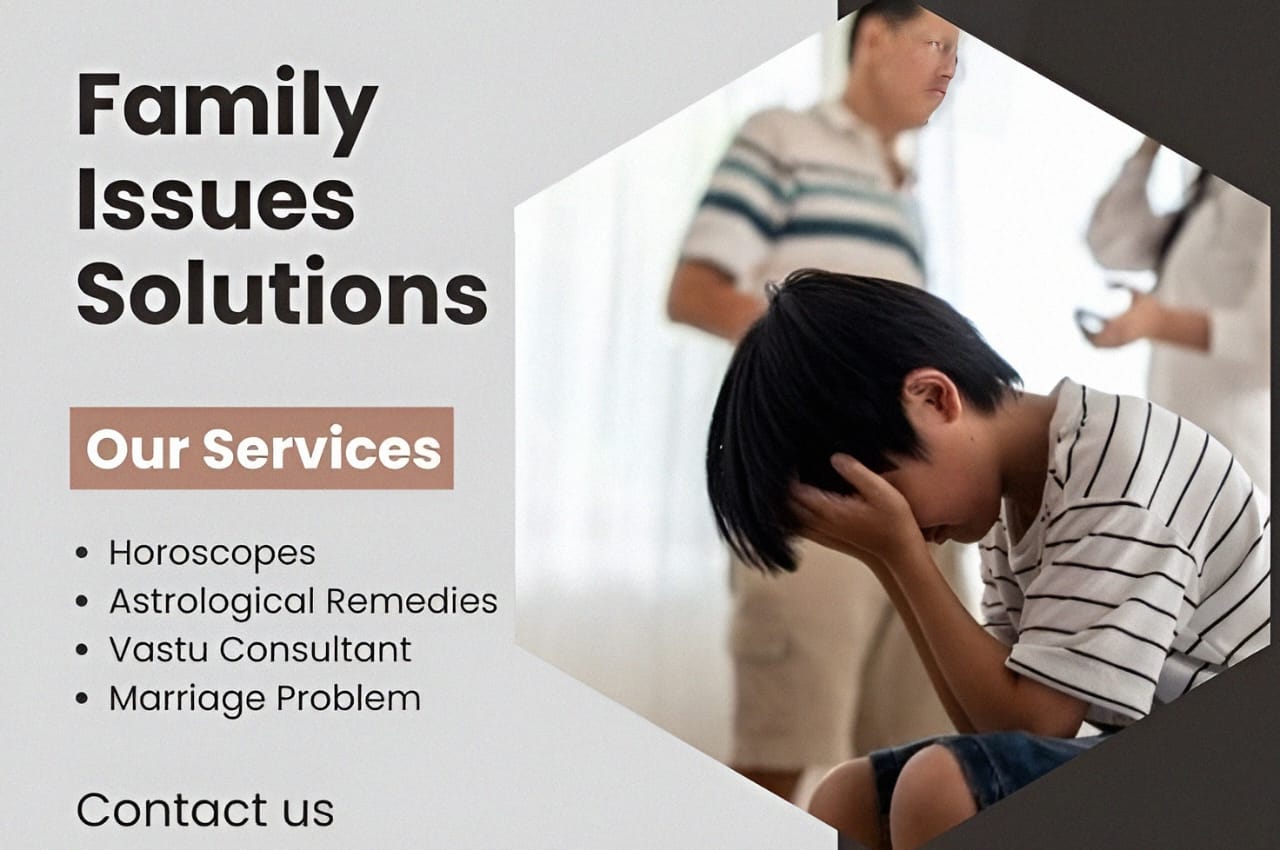 Family
Issues
Solutions
Our Services
• Horoscopes
• Astrological Remedies
• Vastu Consultant
• Marriage Problem
Contact us